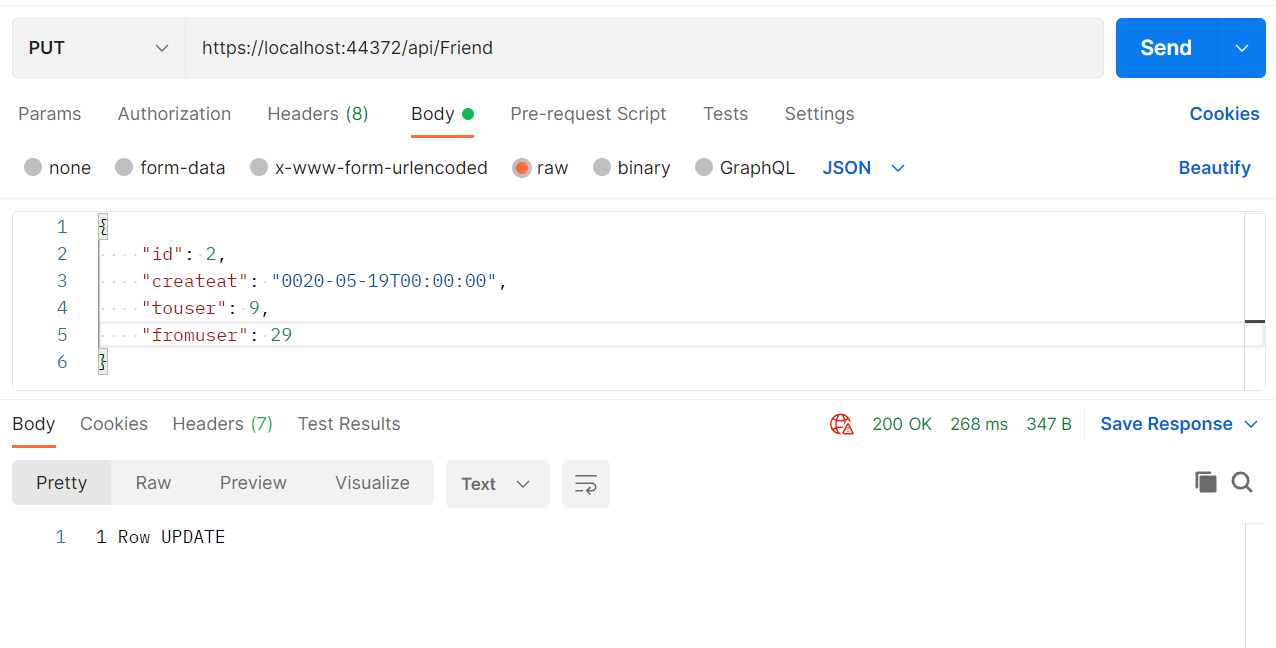 PUT https://localhost:44372/api/Friend Send
Params Authorization Headers (8) Body Pre-request Script Tests Settings Cookies
none form-data x-www-form-urlencoded raw binary GraphQL JSON Beautify
1 {
2 "id": 2,
3 "createat": "0020-05-19T00:00:00",
4 "touser": 9,
5 "fromuser": 29
6 }
Body Cookies Headers (7) Test Results 200 OK 268 ms 347 B Save Response
Pretty Raw Preview Visualize Text
1 1 Row UPDATE